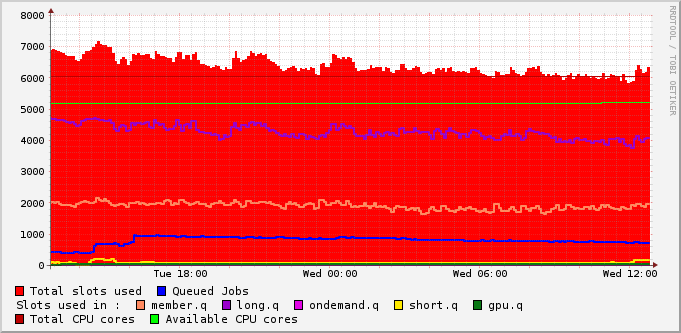 8000
7000
6000
5000
4000
3000
2000
1000
0
Tue 18:00 Wed 00:00 Wed 06:00 Wed 12:00
RRDTOOL / TOBI OETIKER
Total slots used Queued Jobs
Slots used in : member.q long.q ondemand.q short.q gpu.q
Total CPU cores Available CPU cores